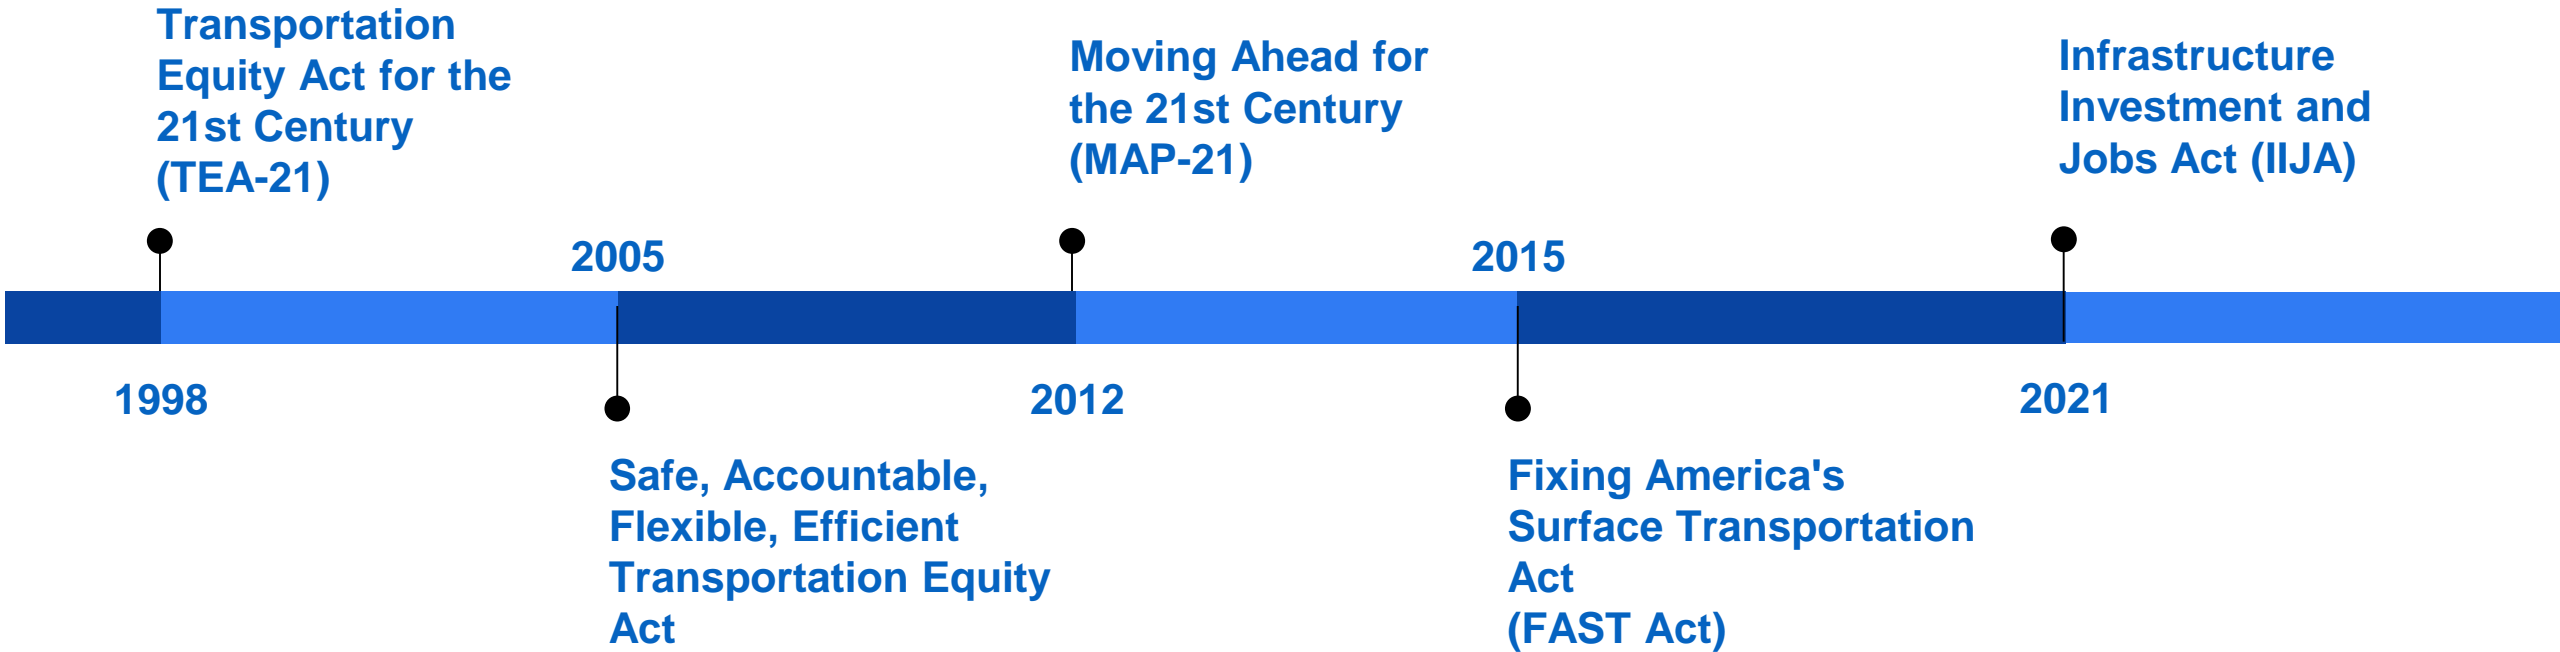 Transportation
Equity Act for the
21st Century
(TEA-21)
1998
2005
Safe, Accountable,
Flexible, Efficient
Transportation Equity
Act
Moving Ahead for
the 21st Century
(MAP-21)
2012
2015
Fixing America's
Surface Transportation
Act
(FAST Act)
Infrastructure
Investment and
Jobs Act (IIJA)
2021